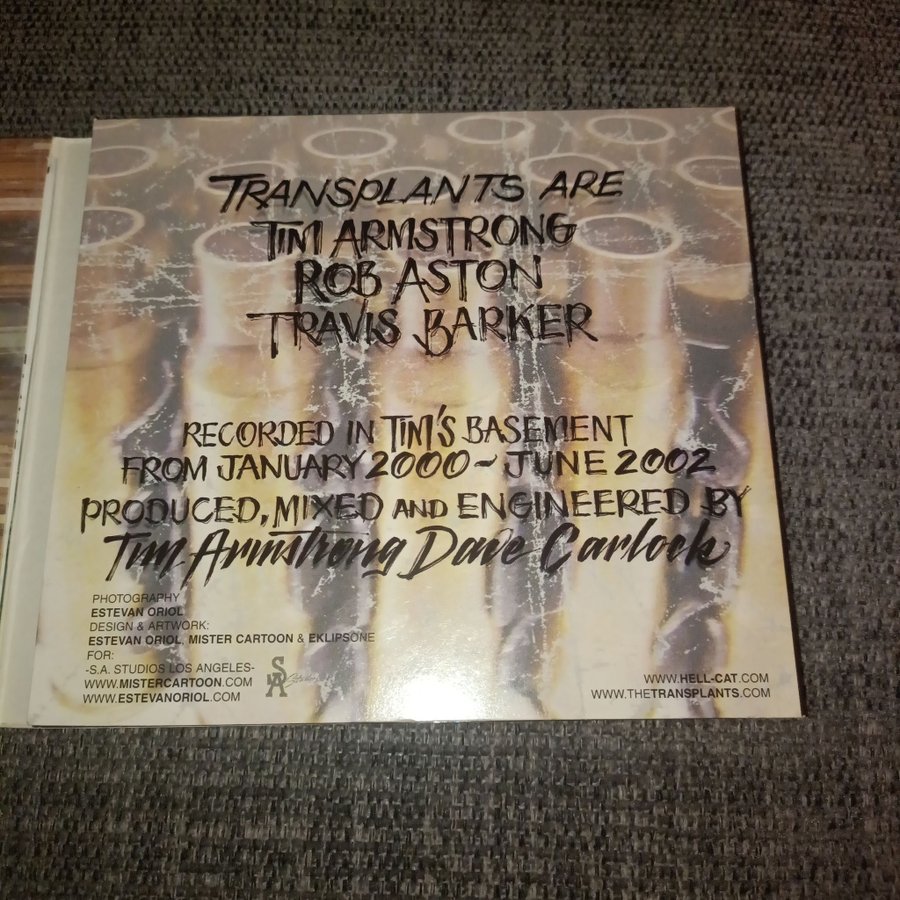 TRANSPLANTS ARE
TIM ARMSTRONG
ROB ASTON
TRAVIS BARKER
RECORDED IN TIM'S BASEMENT
FROM JANUARY 2000~JUNE 2002
PRODUCED, MIXED AND ENGINEERED BY
Tim Armstrong Dave Carlock
PHOTOGRAPHY
ESTEVAN ORIOL
DESIGN & ARTWORK:
ESTEVAN ORIOL, MISTER CARTOON & EKLIPSONE
FOR:
-S.A. STUDIOS LOS ANGELES-
WWW.MISTERCARTOON.COM
WWW.ESTEVANORIOL.COM
SA
WWW.HELL-CAT.COM
WWW.THETRANSPLANTS.COM